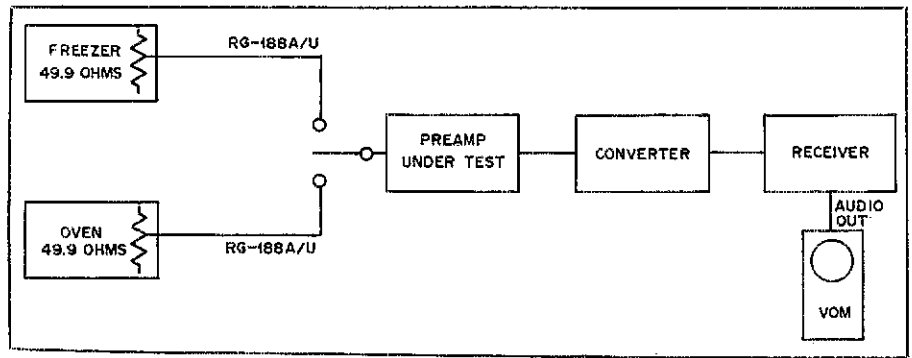 FREEZER
49.9 OHMS
RG-188A/U
PREAMP
UNDER TEST
CONVERTER
RECEIVER
OVEN
49.9 OHMS
RG-188A/U
AUDIO
OUT
VOM